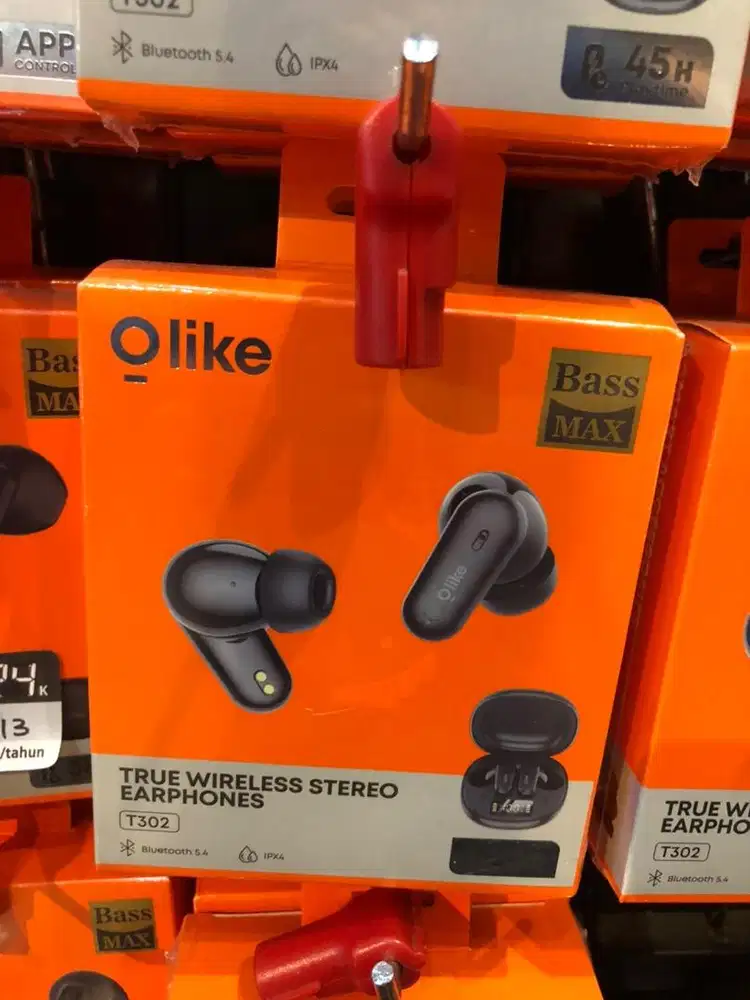 T302
APP
CONTROL
Bluetooth 5.4
IPX4
45H
Olike
Bass
MAX
Bas
MA
Olike
4K
13
/tahun
TRUE WIRELESS STEREO
EARPHONES
T302
Bluetooth 5.4
IPX4
TRUE WI
EARPHO
T302
Bluetooth 5.4
Bass
MAX